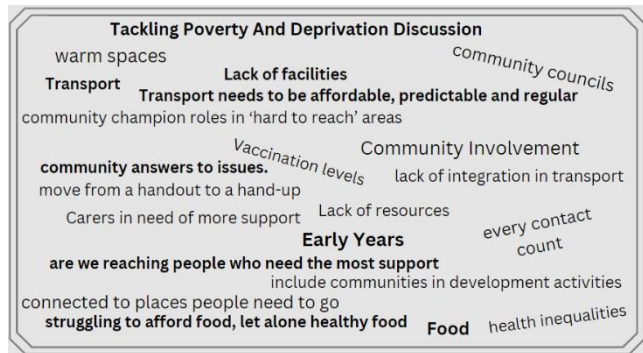 Tackling Poverty And Deprivation Discussion
warm spaces
community councils
Transport
Lack of facilities
Transport needs to be affordable, predictable and regular
community champion roles in ‘hard to reach’ areas
Vaccination levels
Community Involvement
community answers to issues.
lack of integration in transport
move from a handout to a hand-up
Carers in need of more support
Lack of resources
every contact
count
Early Years
are we reaching people who need the most support
include communities in development activities
connected to places people need to go
struggling to afford food, let alone healthy food
Food
health inequalities